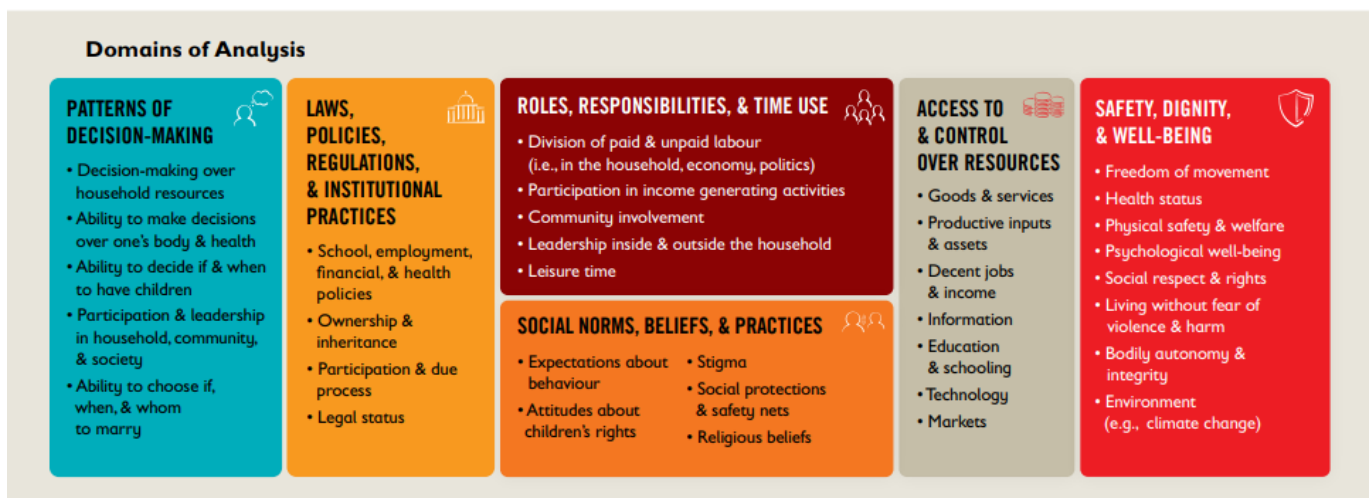 Domains of Analysis
PATTERNS OF
DECISION-MAKING
• Decision-making over
household resources
• Ability to make decisions
over one's body & health
• Ability to decide if & when
to have children
• Participation & leadership
in household, community,
& society
• Ability to choose if,
when, & whom
to marry
LAWS,
POLICIES,
REGULATIONS,
& INSTITUTIONAL
PRACTICES
• School, employment,
financial, & health
policies
• Ownership &
inheritance
• Participation & due
process
• Legal status
ROLES, RESPONSIBILITIES, & TIME USE
• Division of paid & unpaid labour
(i.e., in the household, economy, politics)
• Participation in income generating activities
• Community involvement
• Leadership inside & outside the household
• Leisure time
SOCIAL NORMS, BELIEFS, & PRACTICES
• Expectations about
behaviour
• Attitudes about
children's rights
• Stigma
• Social protections
& safety nets
• Religious beliefs
ACCESS TO
& CONTROL
OVER RESOURCES
• Goods & services
• Productive inputs
& assets
• Decent jobs
& income
• Information
• Education
& schooling
• Technology
• Markets
SAFETY, DIGNITY,
& WELL-BEING
• Freedom of movement
• Health status
• Physical safety & welfare
• Psychological well-being
• Social respect & rights
• Living without fear of
violence & harm
• Bodily autonomy &
integrity
• Environment
(e.g., climate change)